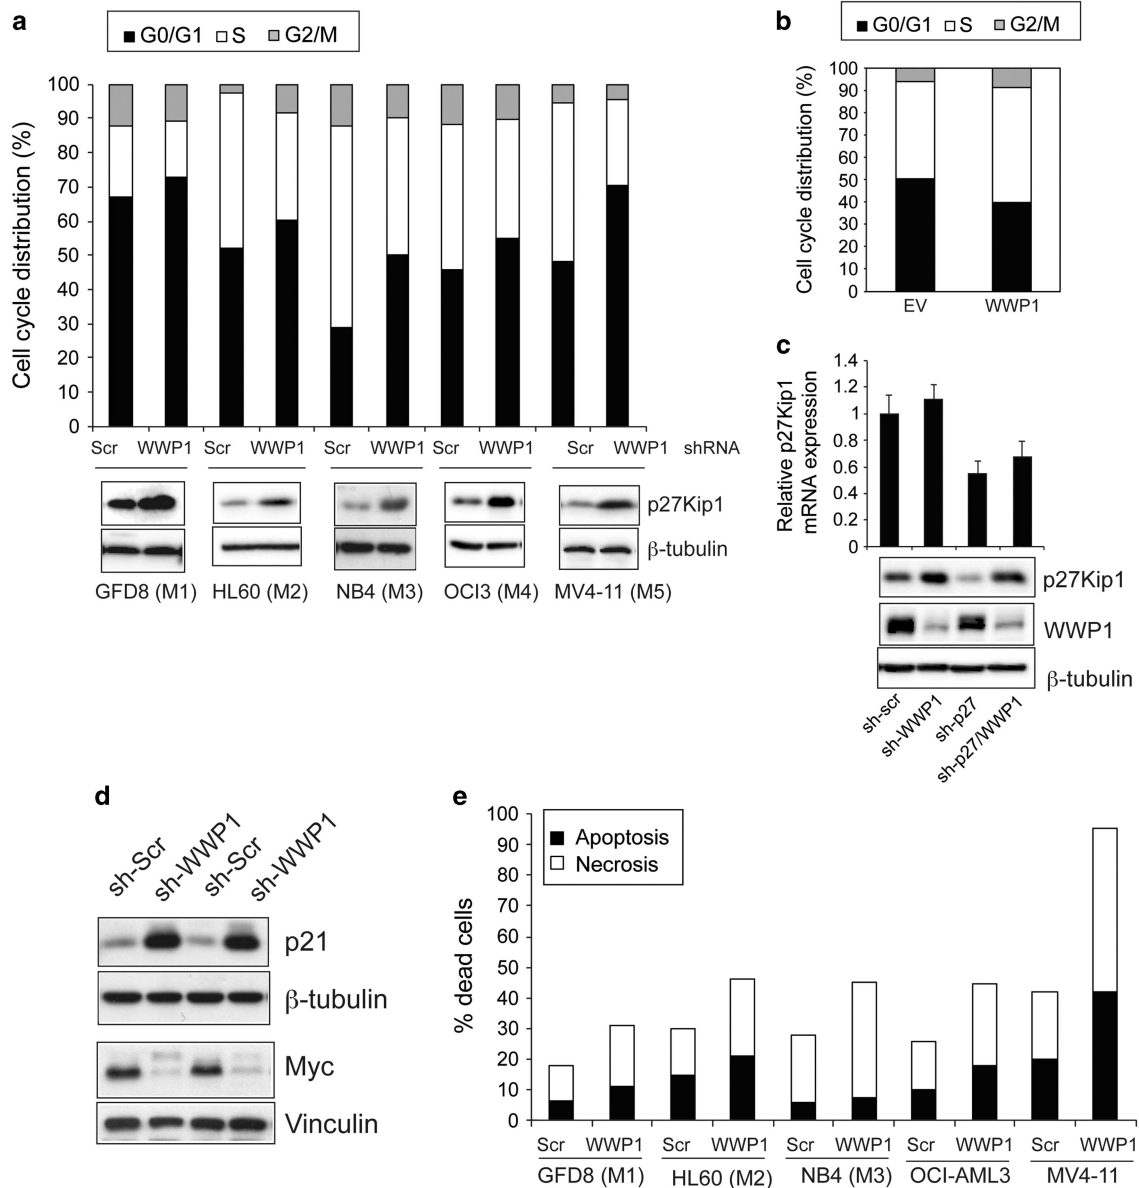 a
G0/G1 S G2/M
Cell cycle distribution (%)
100
90
80
70
60
50
40
30
20
10
0
Scr WWP1 Scr WWP1 Scr WWP1 Scr WWP1 Scr WWP1 shRNA
p27Kip1
β-tubulin
GFD8 (M1) HL60 (M2) NB4 (M3) OCI3 (M4) MV4-11 (M5)
b
G0/G1 S G2/M
Cell cycle distribution (%)
100
90
80
70
60
50
40
30
20
10
0
EV WWP1
c
Relative p27Kip1
mRNA expression
1.4
1.2
1
0.8
0.6
0.4
0.2
0
p27Kip1
WWP1
β-tubulin
sh-scr
sh-WWP1
sh-p27
sh-p27/WWP1
d
sh-Scr
sh-WWP1
sh-Scr
sh-WWP1
p21
β-tubulin
Myc
Vinculin
e
% dead cells
100
90
80
70
60
50
40
30
20
10
0
Apoptosis
Necrosis
Scr WWP1 Scr WWP1 Scr WWP1 Scr WWP1 Scr WWP1
GFD8 (M1) HL60 (M2) NB4 (M3) OCI-AML3 MV4-11